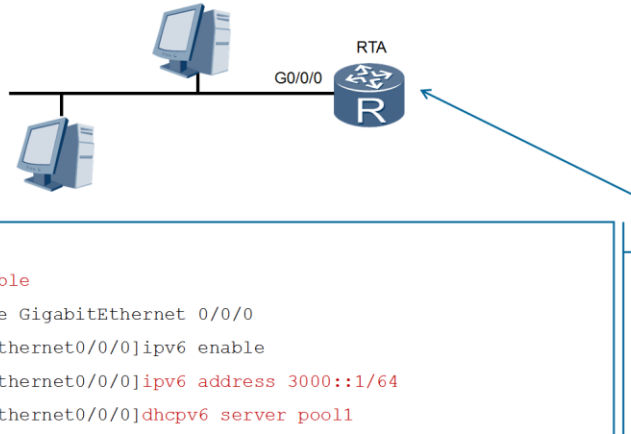 RTA
G0/0/0
R
ble
e GigabitEthernet 0/0/0
thernet0/0/0]ipv6 enable
thernet0/0/0]ipv6 address 3000::1/64
thernet0/0/0]dhcpv6 server pool1